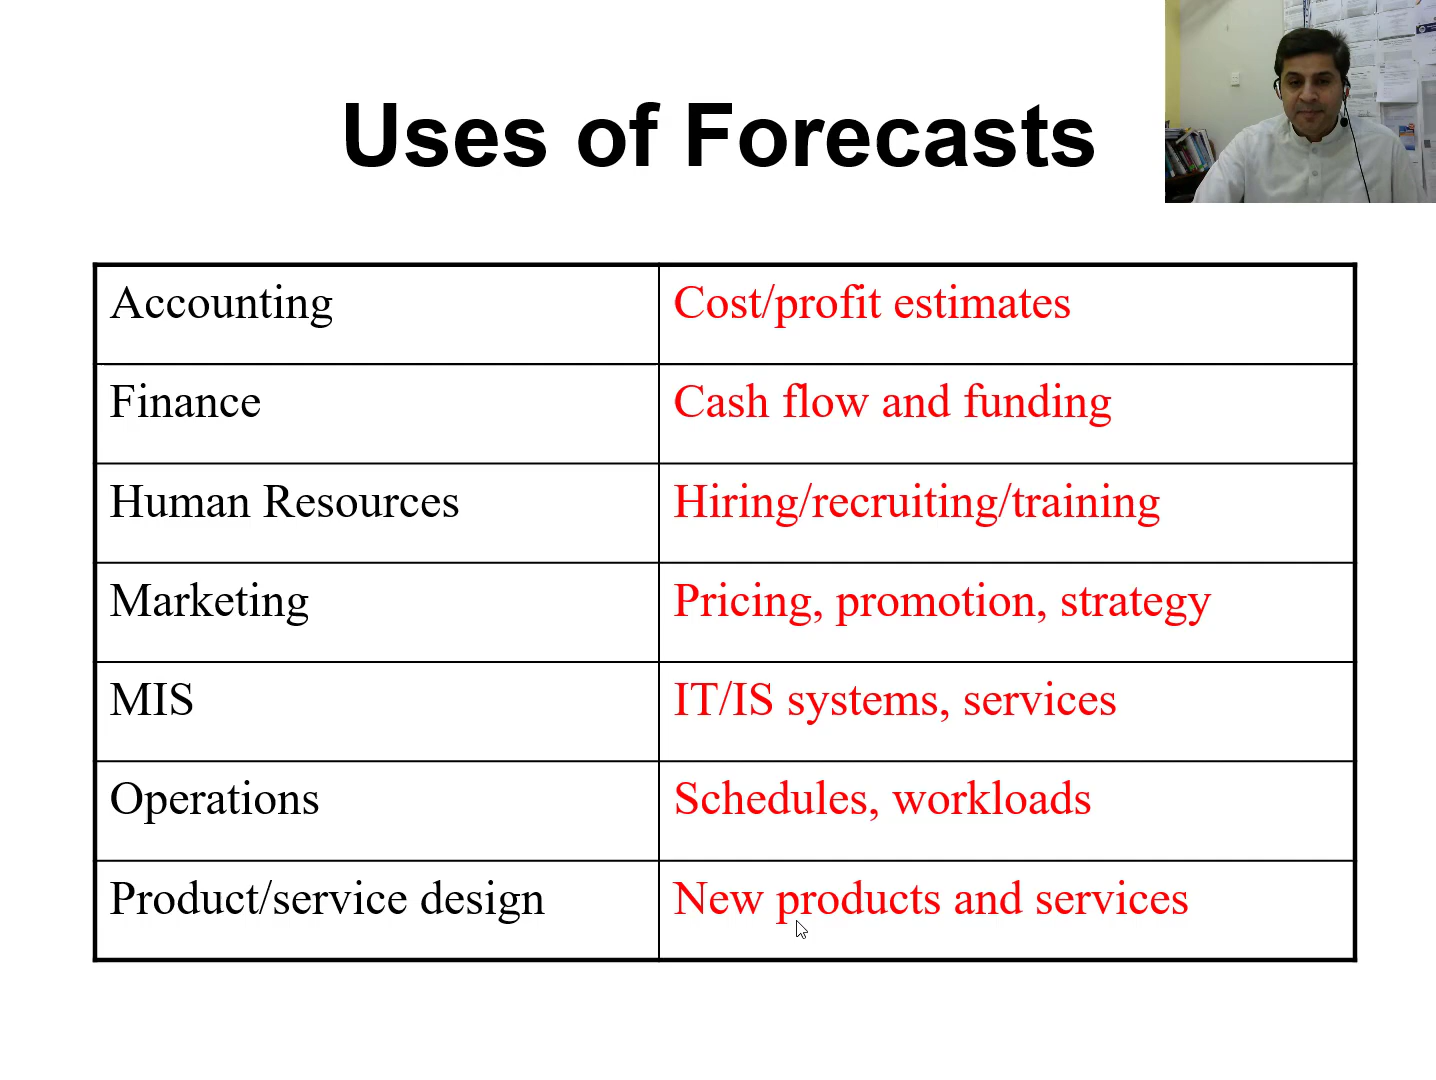 Uses of Forecasts
Accounting
Cost/profit estimates
Finance
Cash flow and funding
Human Resources
Hiring/recruiting/training
Marketing
Pricing, promotion, strategy
MIS
IT/IS systems, services
Operations
Schedules, workloads
Product/service design
New products and services